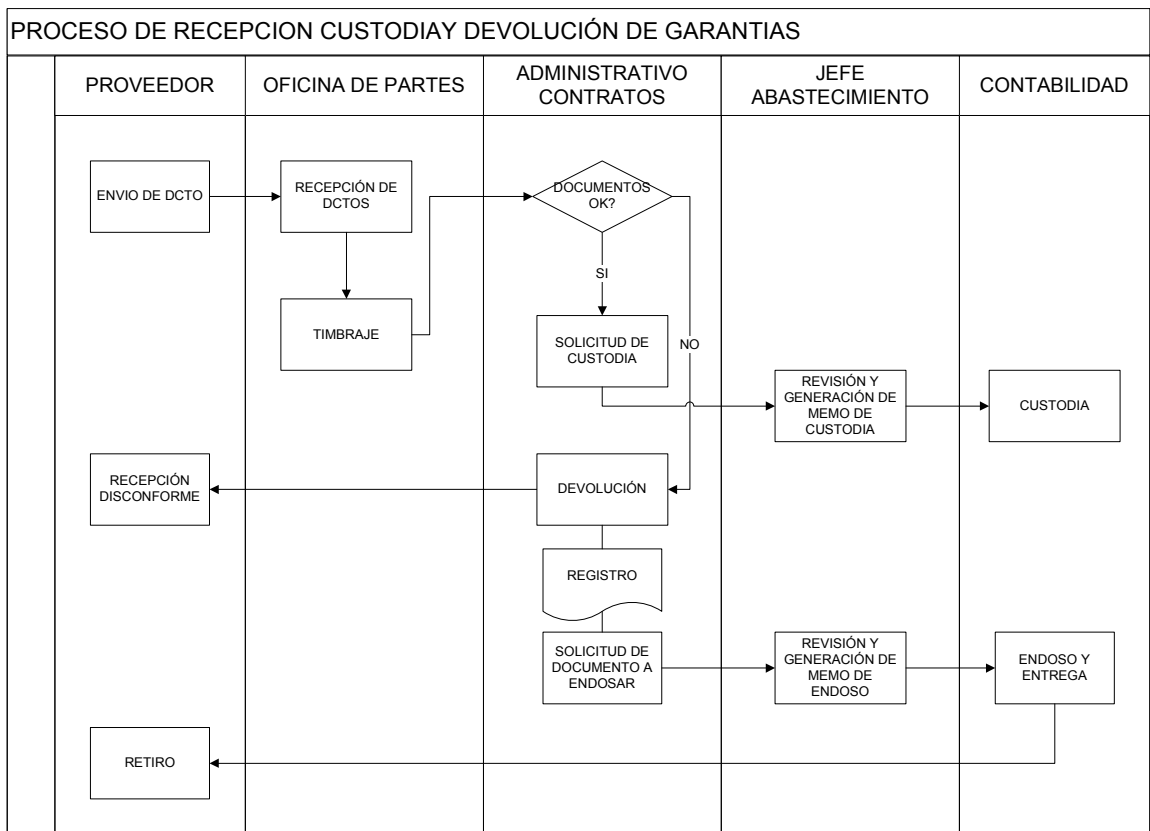 PROCESO DE RECEPCION CUSTODIAY DEVOLUCIÓN DE GARANTIAS
PROVEEDOR
OFICINA DE PARTES
ADMINISTRATIVO
CONTRATOS
JEFE
ABASTECIMIENTO
CONTABILIDAD
ENVIO DE DCTO
RECEPCIÓN DE
DCTOS
DOCUMENTOS
OK?
SI
TIMBRAJE
SOLICITUD DE
CUSTODIA
NO
REVISIÓN Y
GENERACIÓN DE
MEMO DE
CUSTODIA
CUSTODIA
RECEPCIÓN
DISCONFORME
DEVOLUCIÓN
REGISTRO
SOLICITUD DE
DOCUMENTO A
ENDOSAR
REVISIÓN Y
GENERACIÓN DE
MEMO DE
ENDOSO
ENDOSO Y
ENTREGA
RETIRO